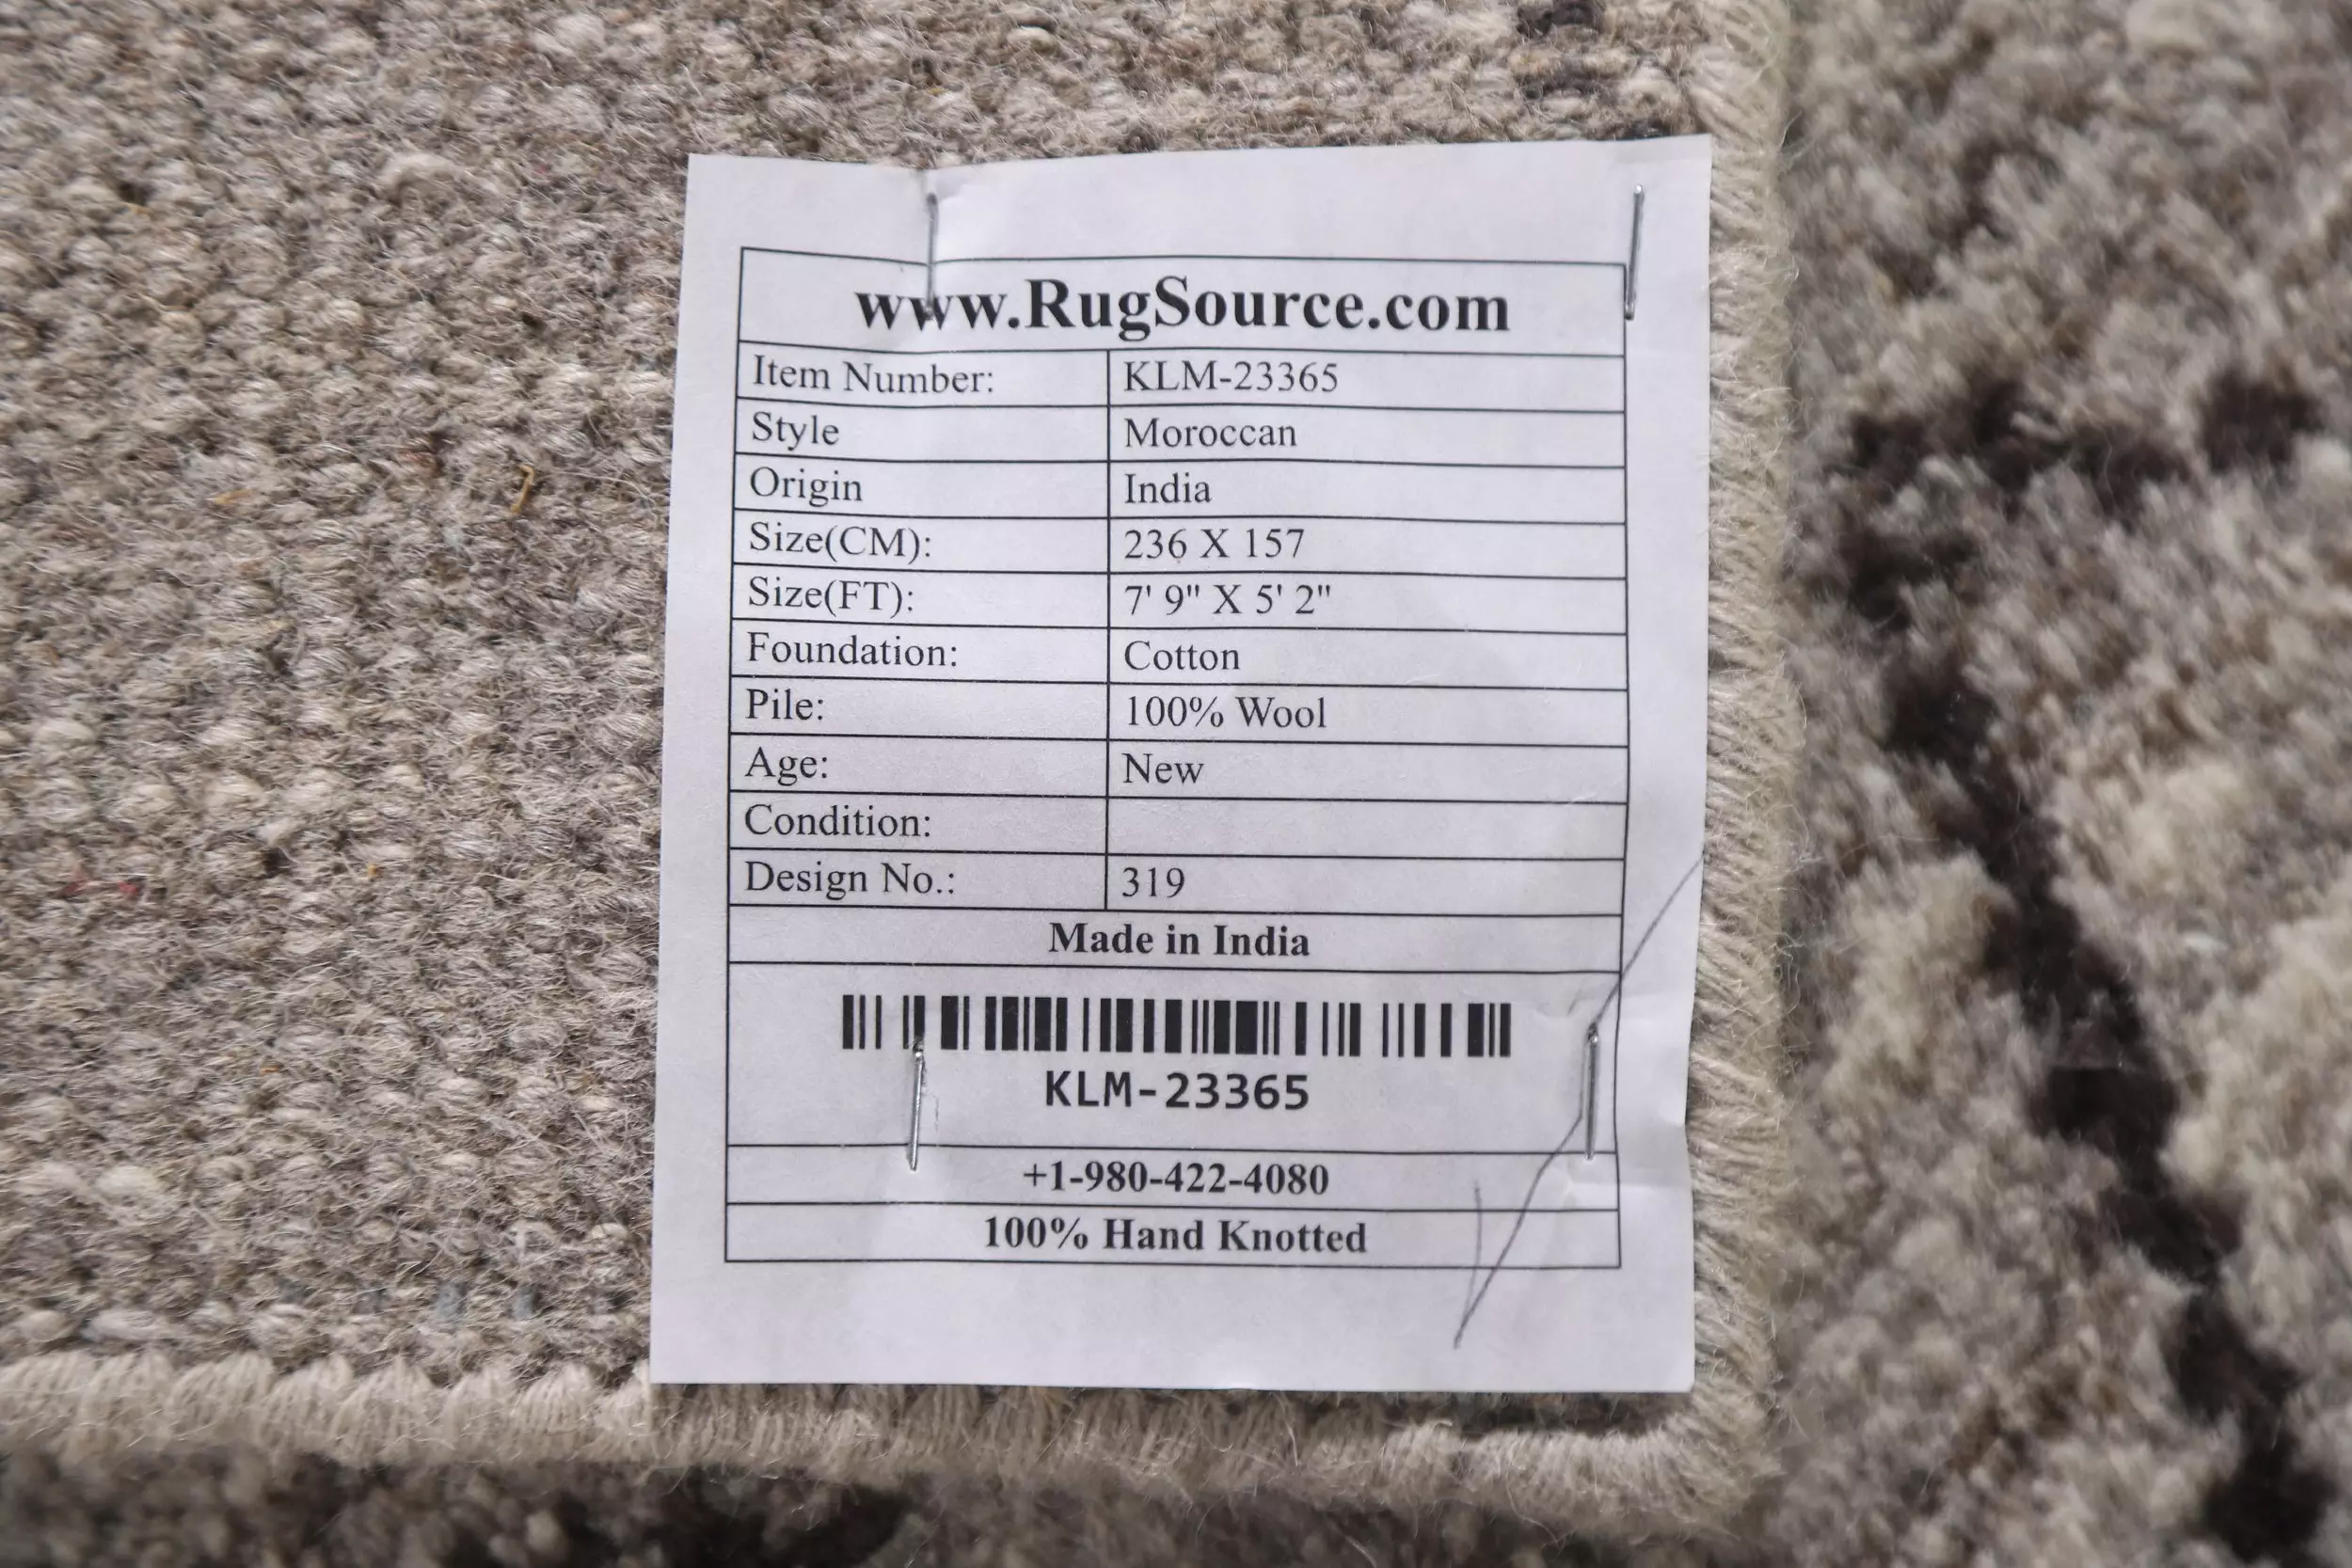 www.RugSource.com
Item Number: KLM-23365
Style Moroccan
Origin India
Size(CM): 236 X 157
Size(FT): 7' 9" X 5' 2"
Foundation: Cotton
Pile: 100% Wool
Age: New
Condition:
Design No.: 319
Made in India
KLM-23365
+1-980-422-4080
100% Hand Knotted